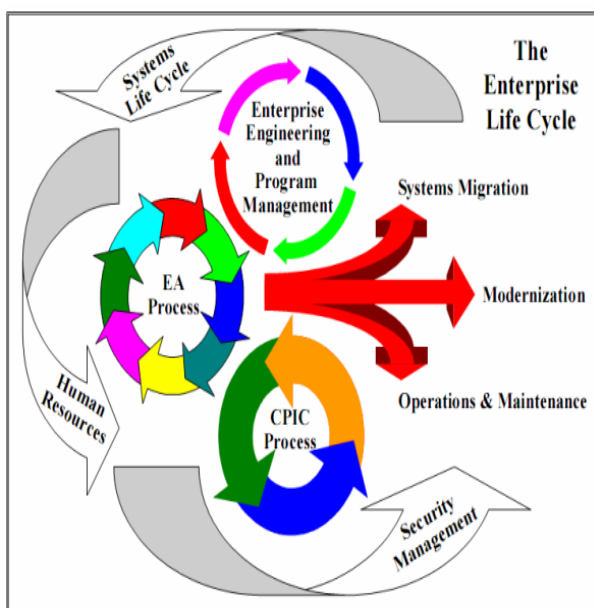 The
Enterprise
Life Cycle
Systems
Life Cycle
Enterprise
Engineering
and
Program
Management
Systems Migration
EA
Process
Modernization
Human
Resources
CPIC
Process
Operations & Maintenance
Security
Management